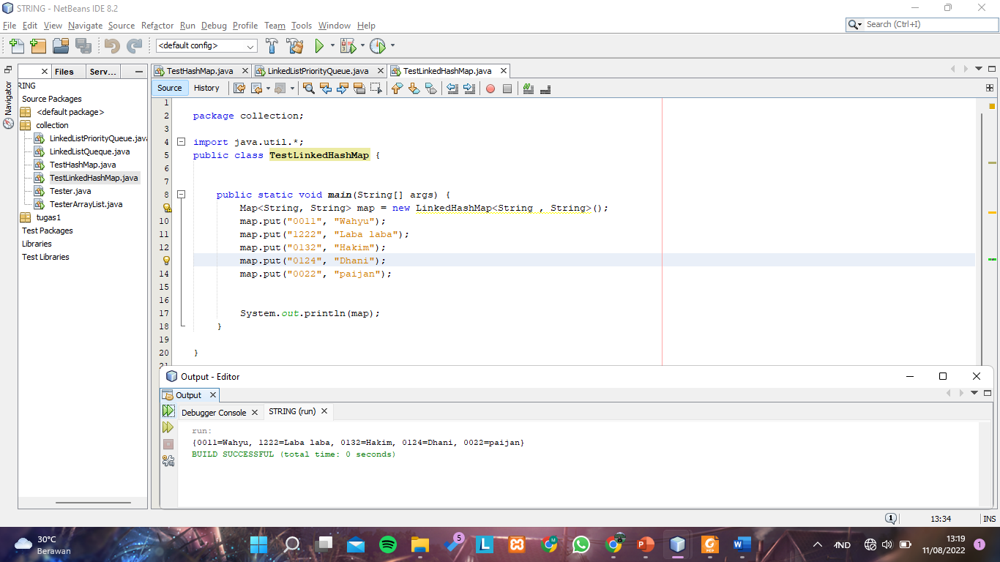 STRING - NetBeans IDE 8.2
File Edit View Navigate Source Refactor Run Debug Profile Team Tools Window Help
Search (Ctrl+I)
<default config>
Files Serv...
TestHashMap.java LinkedListPriorityQueue.java TestLinkedHashMap.java
Navigator
Source History
RING
Source Packages
<default package>
collection
LinkedListPriorityQueue.java
LinkedListQueque.java
TestHashMap.java
TestLinkedHashMap.java
Tester.java
TesterArrayList.java
tugas1
Test Packages
Libraries
Test Libraries
1
2 package collection;
3
4 import java.util.*;
5 public class TestLinkedHashMap {
6
7
8 public static void main(String[] args) {
Map<String, String> map = new LinkedHashMap<String , String>();
10 map.put("0011", "Wahyu");
11 map.put("1222", "Laba laba");
12 map.put("0132", "Hakim");
map.put("0124", "Dhani");
14 map.put("0022", "paijan");
15
16
17 System.out.println(map);
18 }
19
20 }
21
Output - Editor
Output
Debugger Console STRING (run)
run:
{0011=Wahyu, 1222=Laba laba, 0132=Hakim, 0124=Dhani, 0022=paijan}
BUILD SUCCESSFUL (total time: 0 seconds)
1 13:34 INS
30°C
Berawan
5
IND
13:19
11/08/2022
1